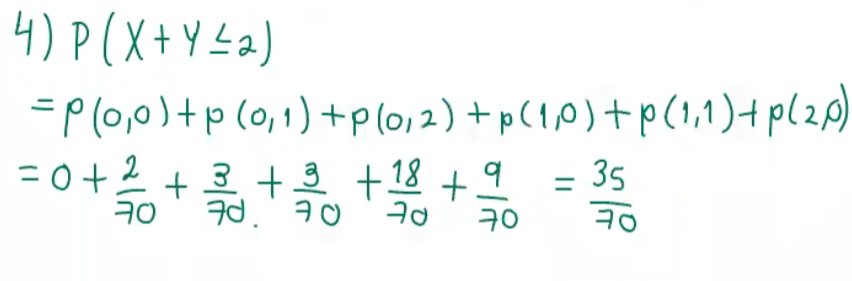 4) P(X+Y≤2)
=p(0,0)+p(0,1)+p(0,2)+p(1,0)+p(1,1)+p(2,0)
=0+2/70+3/70+3/70+18/70+9/70 = 35/70